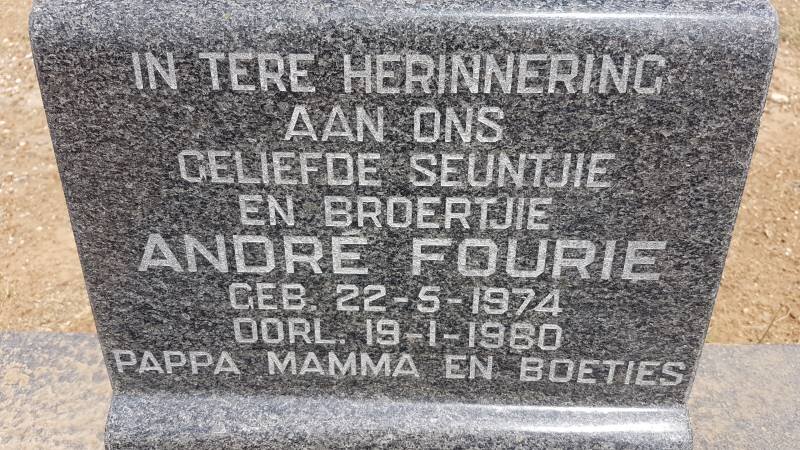 IN TERE HERINNERING
AAN ONS
GELIEFDE SEUNTJIE
EN BROERTJIE
ANDRÉ FOURIE
GEB. 22-5-1974
OORL. 19-1-1980
PAPPA MAMMA EN BOETIES